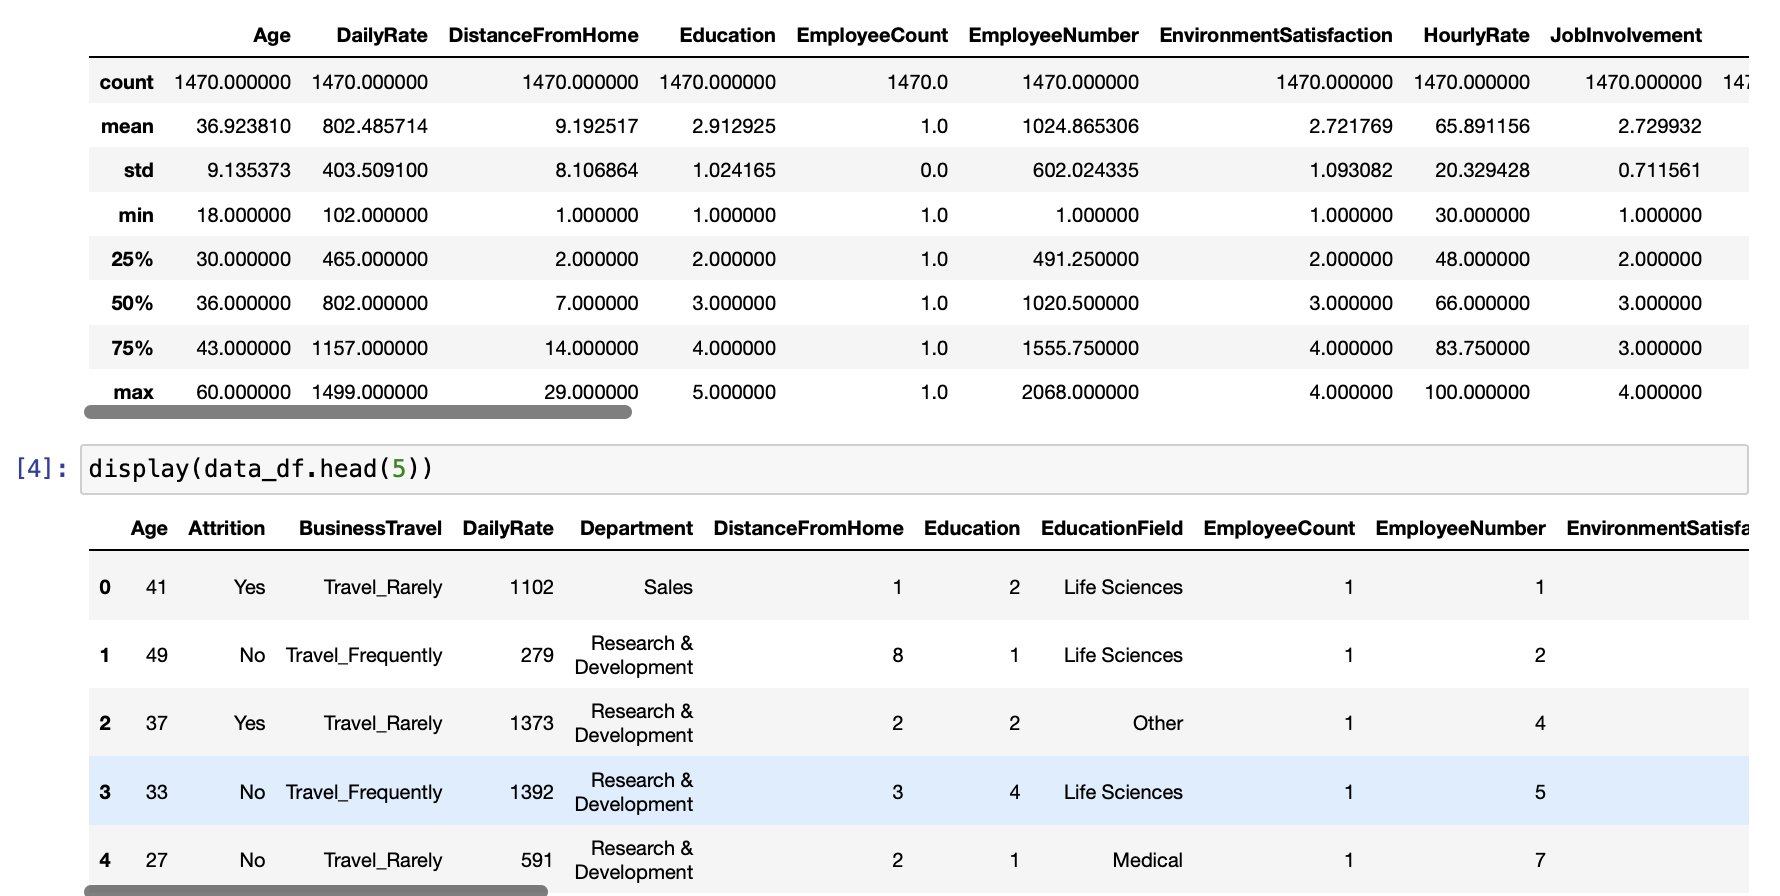 Age DailyRate DistanceFromHome Education EmployeeCount EmployeeNumber EnvironmentSatisfaction HourlyRate JobInvolvement
count 1470.000000 1470.000000 1470.000000 1470.000000 1470.0 1470.000000 1470.000000 1470.000000 1470.000000 147
mean 36.923810 802.485714 9.192517 2.912925 1.0 1024.865306 2.721769 65.891156 2.729932
std 9.135373 403.509100 8.106864 1.024165 0.0 602.024335 1.093082 20.329428 0.711561
min 18.000000 102.000000 1.000000 1.000000 1.0 1.000000 1.000000 30.000000 1.000000
25% 30.000000 465.000000 2.000000 2.000000 1.0 491.250000 2.000000 48.000000 2.000000
50% 36.000000 802.000000 7.000000 3.000000 1.0 1020.500000 3.000000 66.000000 3.000000
75% 43.000000 1157.000000 14.000000 4.000000 1.0 1555.750000 4.000000 83.750000 3.000000
max 60.000000 1499.000000 29.000000 5.000000 1.0 2068.000000 4.000000 100.000000 4.000000
[4]: display(data_df.head(5))
Age Attrition BusinessTravel DailyRate Department DistanceFromHome Education EducationField EmployeeCount EmployeeNumber EnvironmentSatisfa
0 41 Yes Travel_Rarely 1102 Sales 1 2 Life Sciences 1 1
1 49 No Travel_Frequently 279 Research &
Development 8 1 Life Sciences 1 2
2 37 Yes Travel_Rarely 1373 Research &
Development 2 2 Other 1 4
3 33 No Travel_Frequently 1392 Research &
Development 3 4 Life Sciences 1 5
4 27 No Travel_Rarely 591 Research &
Development 2 1 Medical 1 7